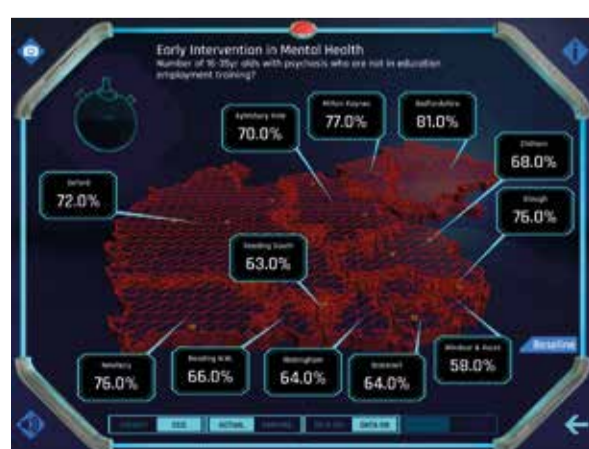 Early Intervention in Mental Health
Number of 16-35yr olds with psychosis who are not in education
employment training?
Aylesbury Vale
70.0%
Milton Keynes
77.0%
Bedfordshire
81.0%
Chiltern
68.0%
Oxford
72.0%
Slough
76.0%
Reading South
63.0%
Newbury
76.0%
Reading N.W.
66.0%
Wokingham
64.0%
Bracknell
64.0%
Windsor & Ascot
58.0%
Baseline
CCG
ACTUAL
DATA ON